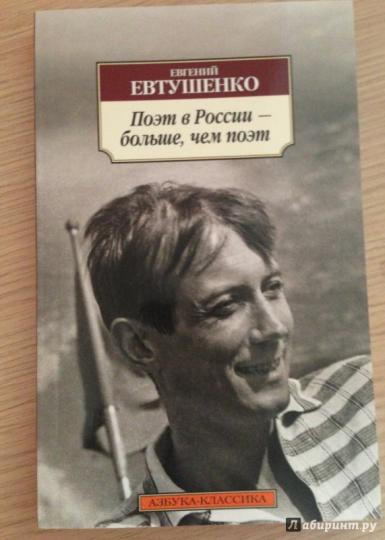 ЕВГЕНИЙ
ЕВТУШЕНКО
Поэт в России —
больше, чем поэт
АЗБУКА-КЛАССИКА
Лабиринт.ру